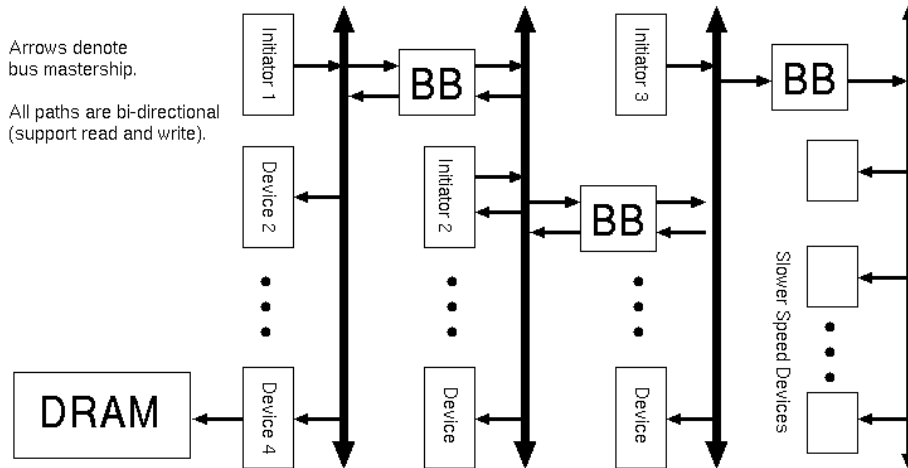 Arrows denote
bus mastership.
All paths are bi-directional
(support read and write).
Initiator 1
BB
Initiator 3
BB
Device 2
Initiator 2
BB
Slower Speed Devices
DRAM
Device 4
Device
Device